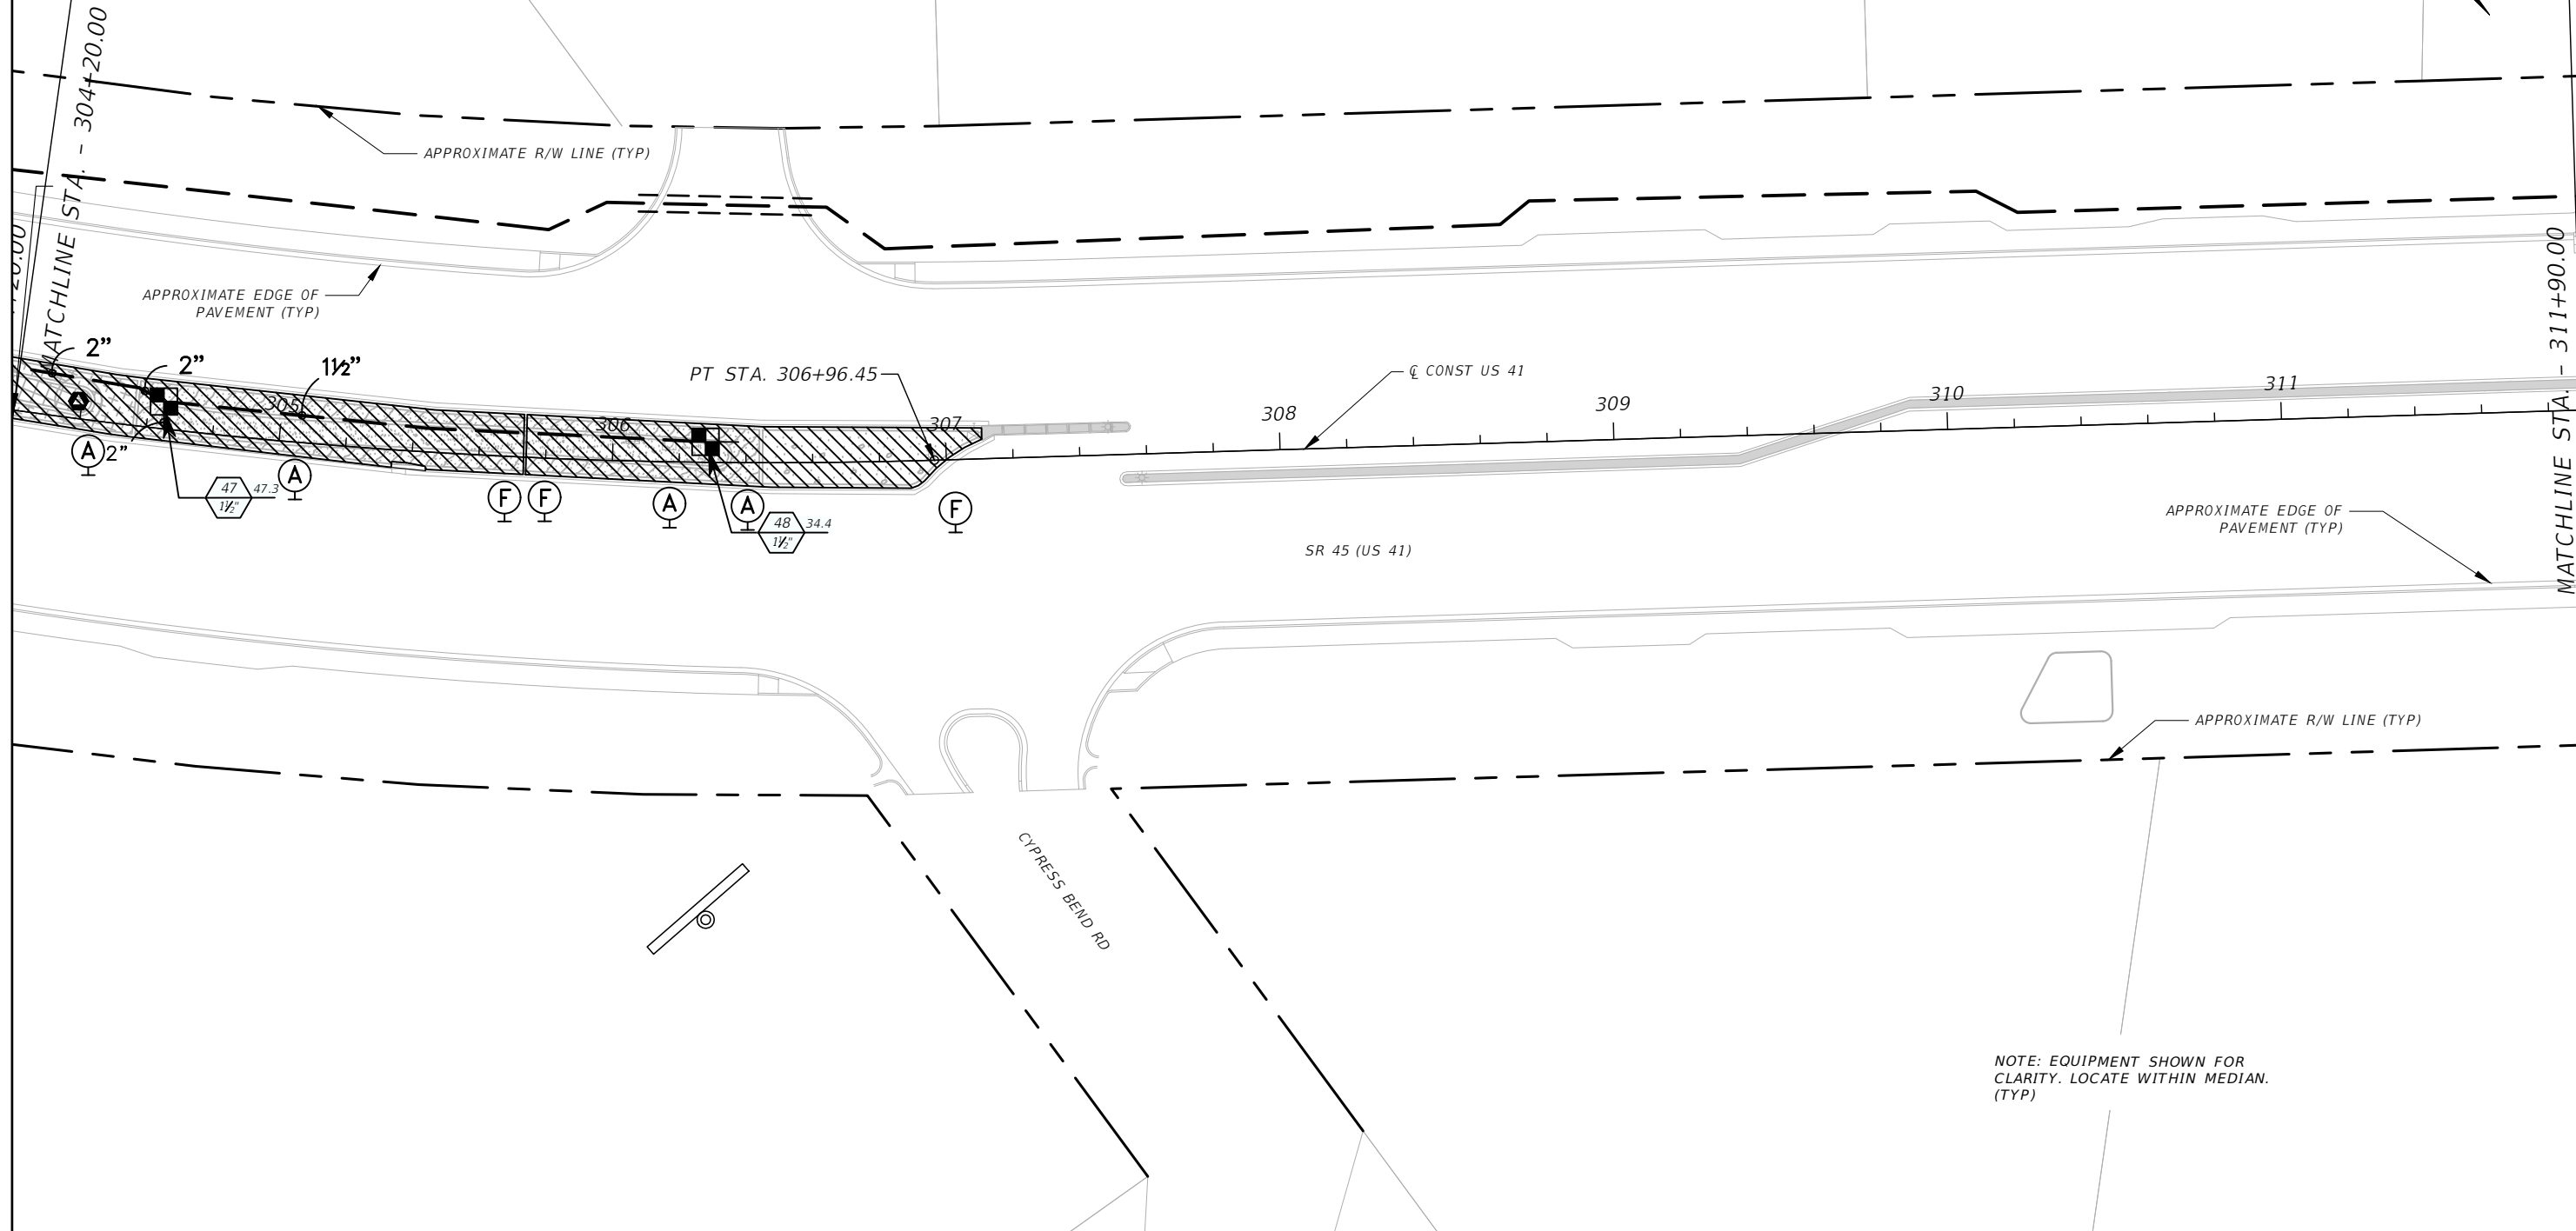 MATCHLINE STA. - 304+20.00
APPROXIMATE R/W LINE (TYP)
APPROXIMATE EDGE OF
PAVEMENT (TYP)
2"
2"
1½"
305
306
307
PT STA. 306+96.45
308
309
310
311
℄ CONST US 41
MATCHLINE STA. - 311+90.00
A
2"
47
1½"
47.3
A
F
F
A
A
48
1½"
34.4
F
SR 45 (US 41)
APPROXIMATE EDGE OF
PAVEMENT (TYP)
APPROXIMATE R/W LINE (TYP)
CYPRESS BEND RD
NOTE: EQUIPMENT SHOWN FOR
CLARITY. LOCATE WITHIN MEDIAN.
(TYP)